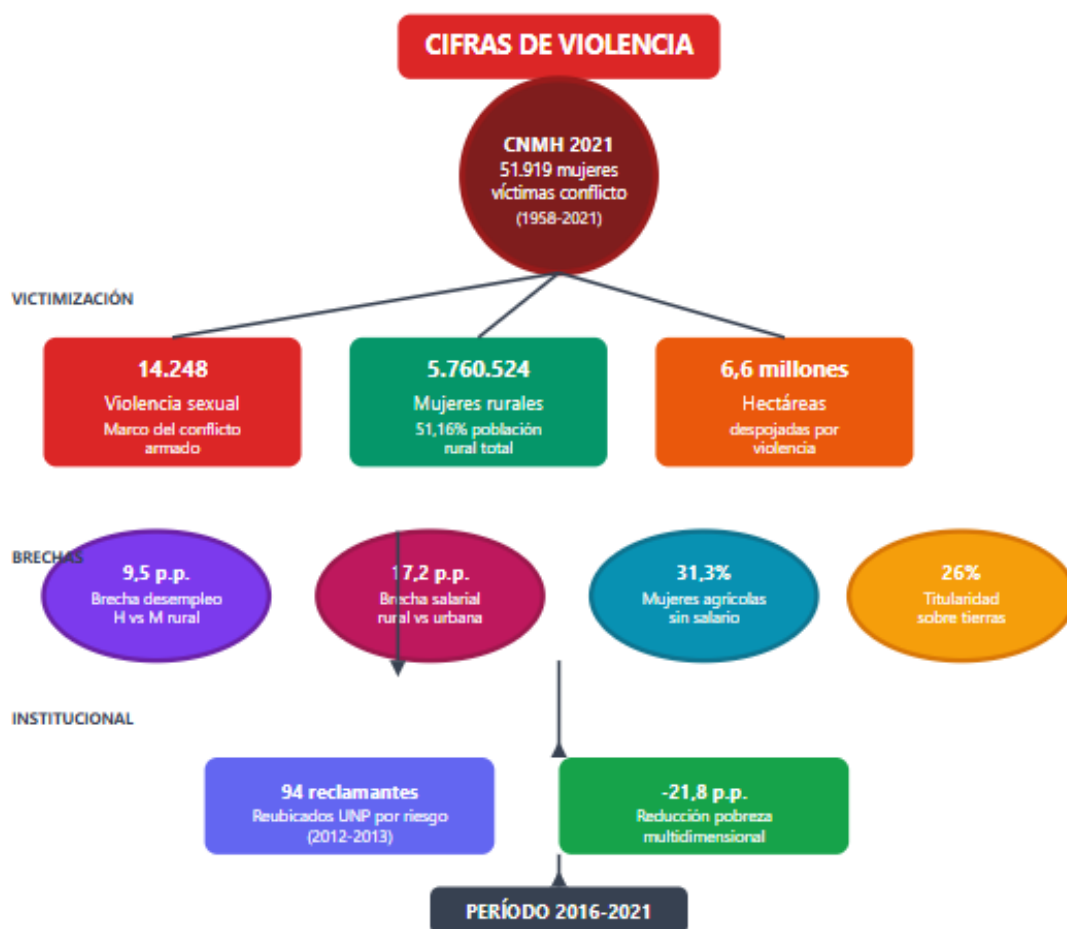 CIFRAS DE VIOLENCIA
CNMH 2021
51.919 mujeres
víctimas conflicto
(1958-2021)
VICTIMIZACIÓN
14.248
Violencia sexual
Marco del conflicto
armado
5.760.524
Mujeres rurales
51,16% población
rural total
6,6 millones
Hectáreas
despojadas por
violencia
BRECHAS
9,5 p.p.
Brecha desempleo
H vs M rural
17,2 p.p.
Brecha salarial
rural vs urbana
31,3%
Mujeres agrícolas
sin salario
26%
Titularidad
sobre tierras
INSTITUCIONAL
94 reclamantes
Reubicados UNP por riesgo
(2012-2013)
-21,8 p.p.
Reducción pobreza
multidimensional
PERÍODO 2016-2021